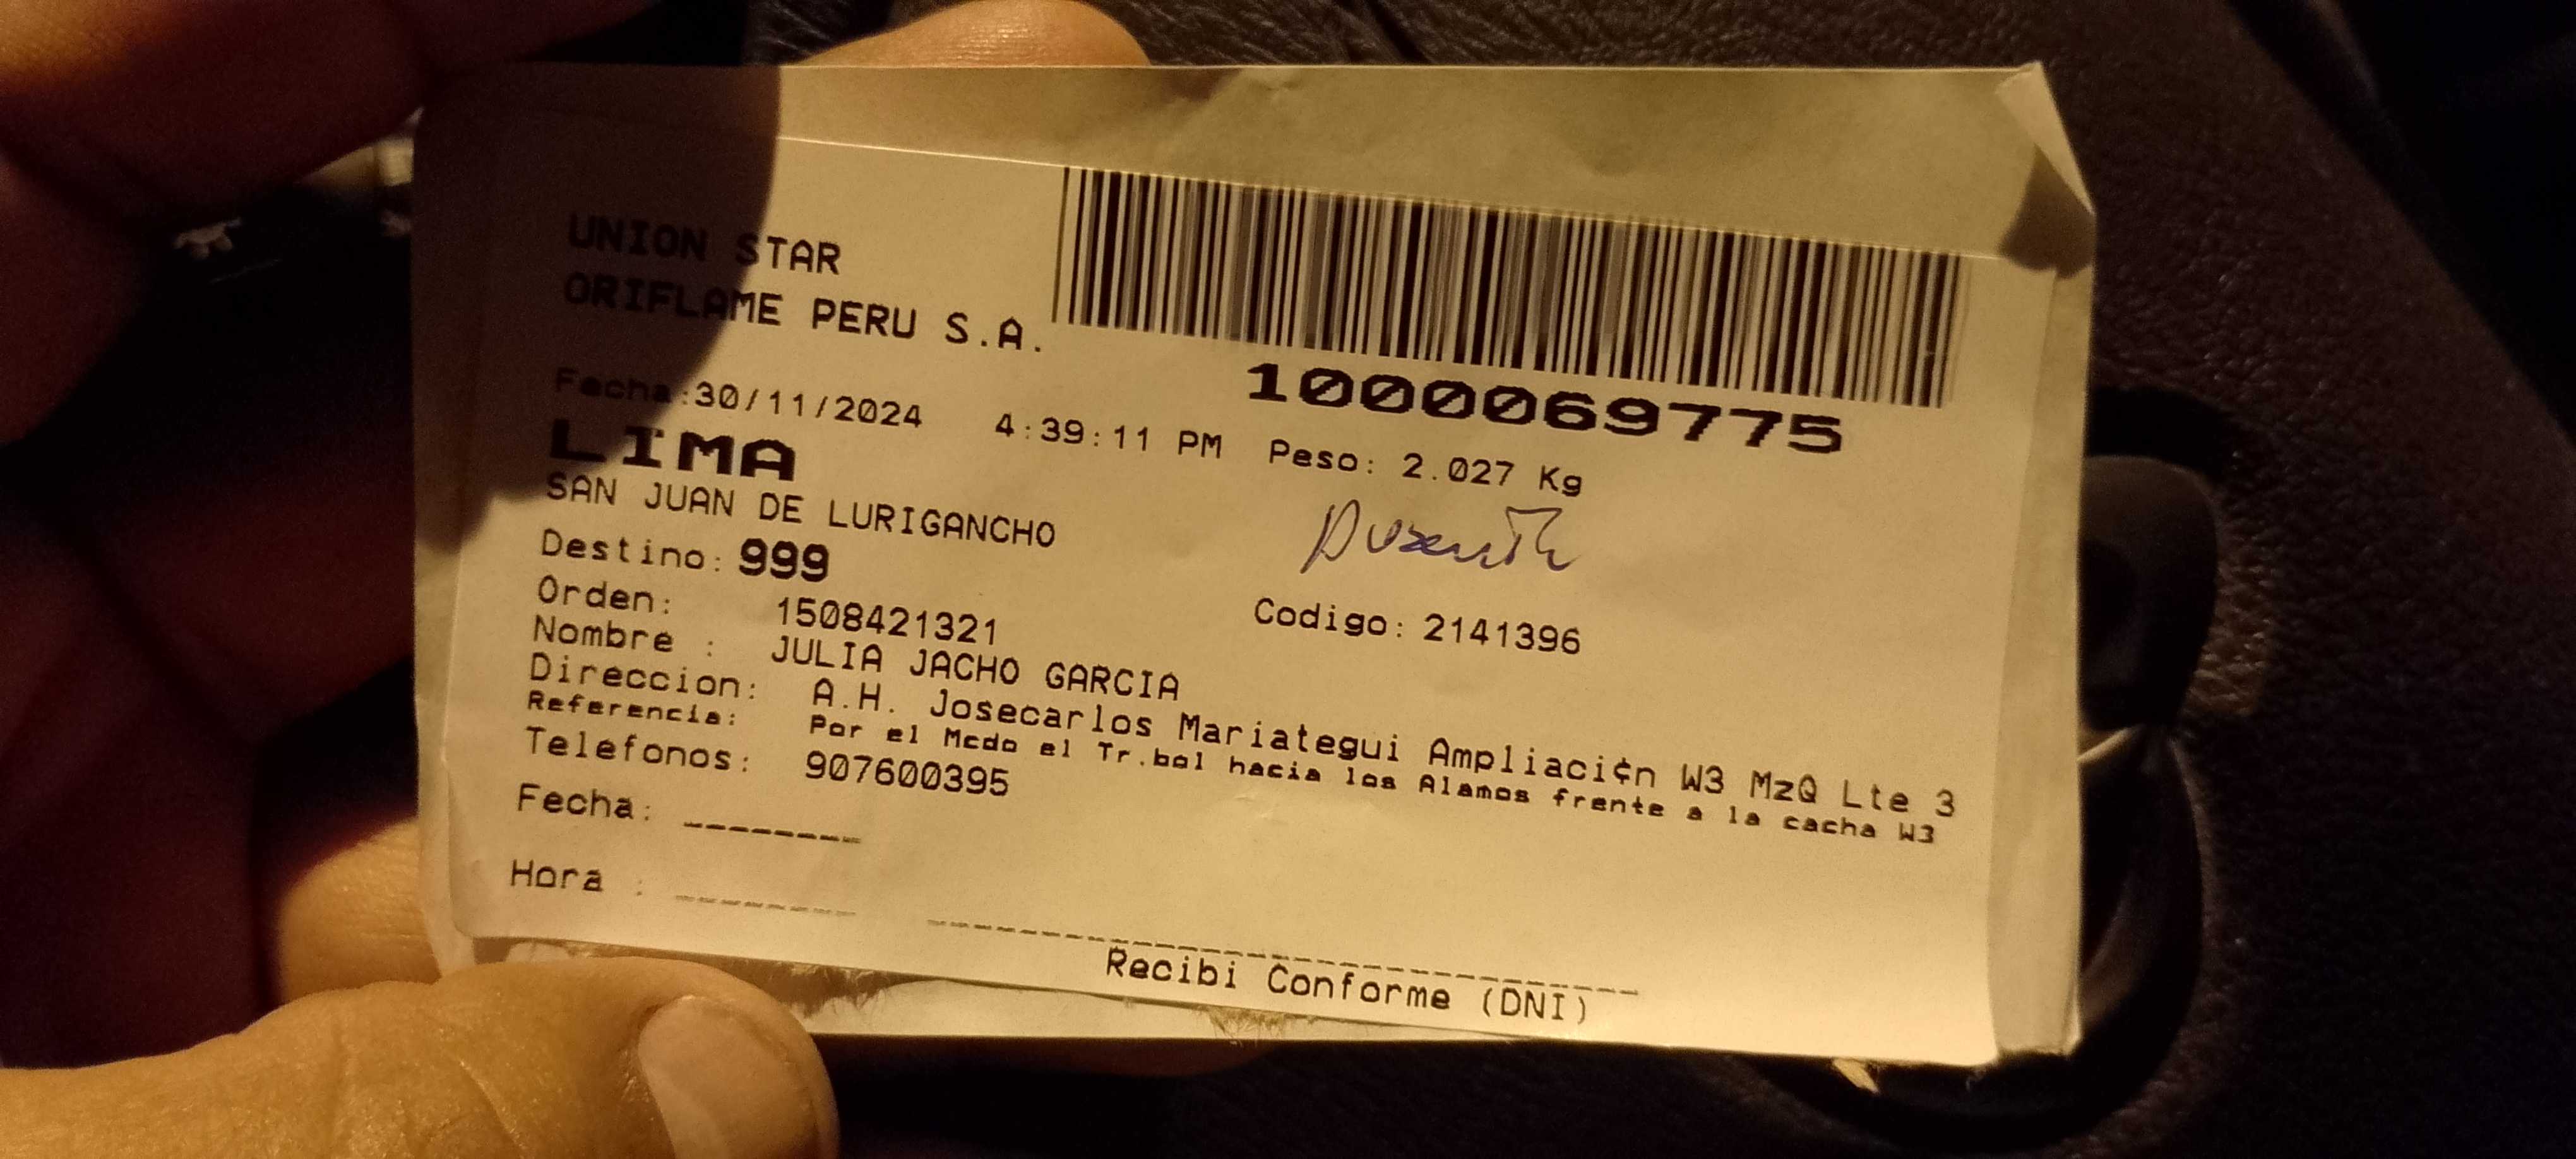 UNION STAR
ORIFLAME PERU S.A.
1000069775
Fecha:30/11/2024 4:39:11 PM Peso: 2.027 Kg
LIMA
SAN JUAN DE LURIGANCHO
Destino: 999
Orden: 1508421321 Codigo: 2141396
Nombre : JULIA JACHO GARCIA
Direccion: A.H. Josecarlos Mariategui Ampliaci¢n W3 MzQ Lte 3
Referencia: Por el Mcdo el Tr.bol hacia los Alamos frente a la cacha W3
Telefonos: 907600395
Fecha: ________
Hora : ________
Recibi Conforme (DNI)